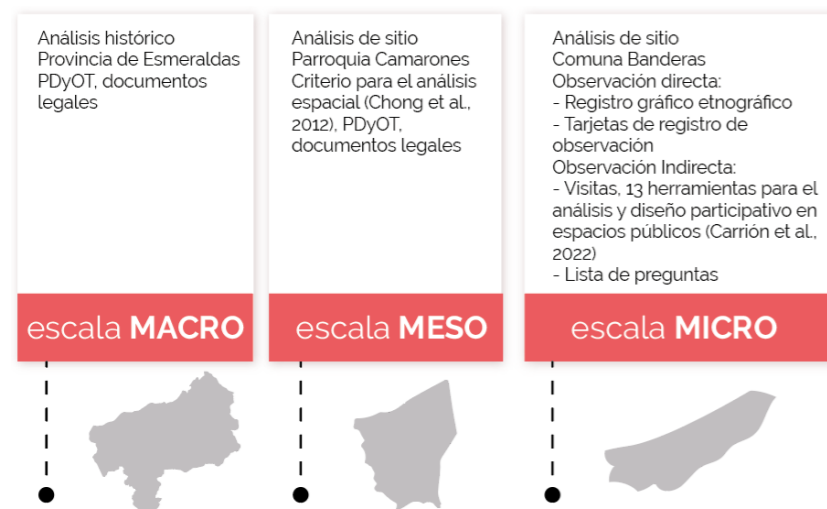 Análisis histórico
Provincia de Esmeraldas
PDyOT, documentos
legales
escala MACRO
Análisis de sitio
Parroquia Camarones
Criterio para el análisis
espacial (Chong et al.,
2012), PDyOT,
documentos legales
escala MESO
Análisis de sitio
Comuna Banderas
Observación directa:
- Registro gráfico etnográfico
- Tarjetas de registro de
observación
Observación Indirecta:
- Visitas, 13 herramientas para el
análisis y diseño participativo en
espacios públicos (Carrión et al.,
2022)
- Lista de preguntas
escala MICRO